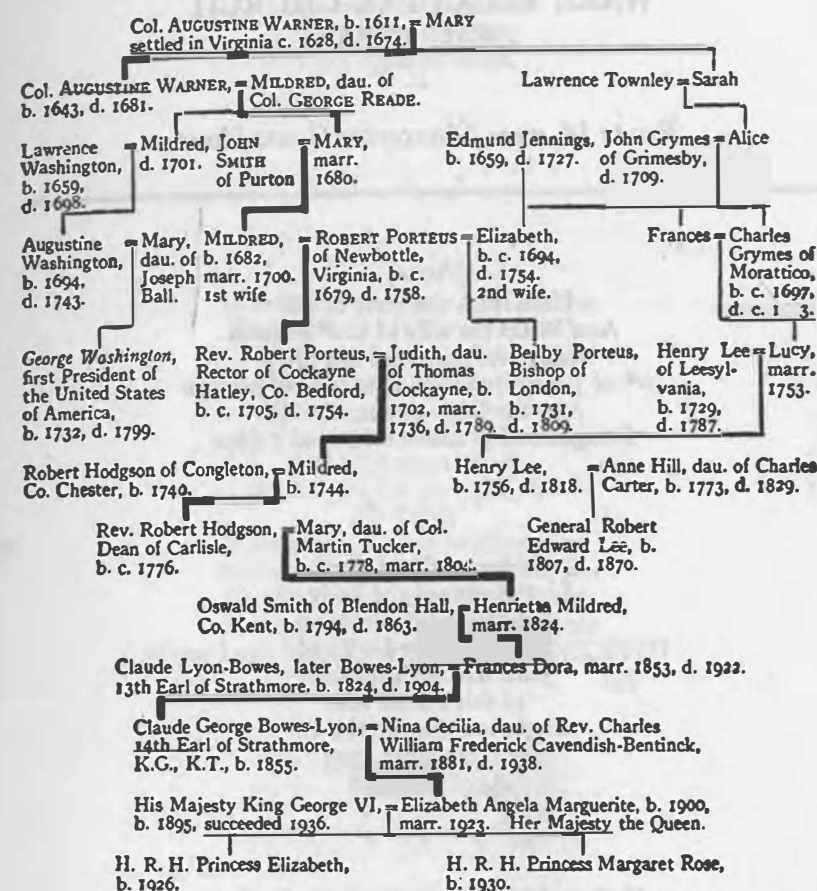 Col. AUGUSTINE WARNER, b. 1611, = MARY
settled in Virginia c. 1628, d. 1674.
Col. AUGUSTINE WARNER, = MILDRED, dau. of
b. 1643, d. 1681. Col. GEORGE READE.
Lawrence Townley = Sarah
Lawrence
Washington,
b. 1659,
d. 1698.
= Mildred,
d. 1701.
JOHN
SMITH
of Purton
= MARY,
marr.
1680.
Edmund Jennings,
b. 1659, d. 1727.
John Grymes = Alice
of Grimesby,
d. 1709.
Augustine
Washington,
b. 1694,
d. 1743.
= Mary,
dau. of
Joseph
Ball.
MILDRED,
b. 1682,
marr. 1700.
1st wife
= ROBERT PORTEUS =
of Newbottle,
Virginia, b. c.
1679, d. 1758.
Elizabeth,
b. c. 1694,
d. 1754.
2nd wife.
Frances = Charles
Grymes of
Morattico,
b. c. 1697,
d. c. 1 3.
George Washington,
first President of
the United States
of America,
b. 1732, d. 1799.
Rev. Robert Porteus,
Rector of Cockayne
Hatley, Co. Bedford,
b. c. 1705, d. 1754.
= Judith, dau.
of Thomas
Cockayne, b.
1702, marr.
1736, d. 1789.
Beilby Porteus,
Bishop of
London,
b. 1731,
d. 1809.
Henry Lee
of Leesyl-
vania,
b. 1729,
d. 1787.
= Lucy,
marr.
1753.
Robert Hodgson of Congleton, = Mildred,
Co. Chester, b. 1740. b. 1744.
Henry Lee, = Anne Hill, dau. of Charles
b. 1756, d. 1818. Carter, b. 1773, d. 1829.
Rev. Robert Hodgson,
Dean of Carlisle,
b. c. 1776.
= Mary, dau. of Col.
Martin Tucker,
b. c. 1778, marr. 1804.
General Robert
Edward Lee, b.
1807, d. 1870.
Oswald Smith of Blendon Hall, = Henrietta Mildred,
Co. Kent, b. 1794, d. 1863. marr. 1824.
Claude Lyon-Bowes, later Bowes-Lyon, = Frances Dora, marr. 1853, d. 1922.
13th Earl of Strathmore. b. 1824, d. 1904.
Claude George Bowes-Lyon, = Nina Cecilia, dau. of Rev. Charles
14th Earl of Strathmore, William Frederick Cavendish-Bentinck,
K.G., K.T., b. 1855. marr. 1881, d. 1938.
His Majesty King George VI, = Elizabeth Angela Marguerite, b. 1900,
b. 1895, succeeded 1936. marr. 1923. Her Majesty the Queen.
H. R. H. Princess Elizabeth,
b. 1926.
H. R. H. Princess Margaret Rose,
b. 1930.